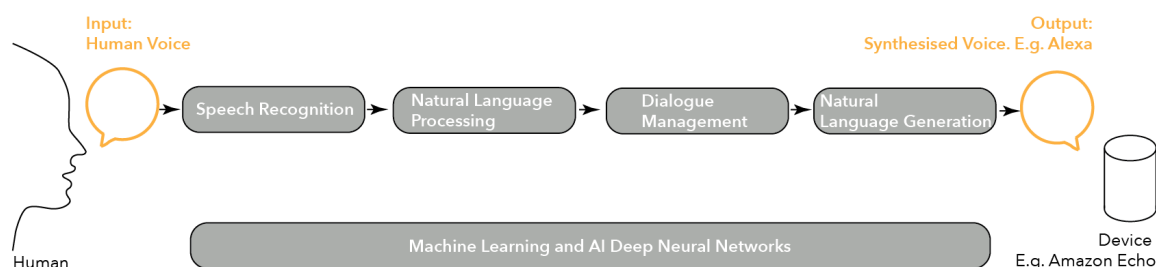 Input:
Human Voice
Output:
Synthesised Voice. E.g. Alexa
Speech Recognition
Natural Language
Processing
Dialogue
Management
Natural
Language Generation
Machine Learning and AI Deep Neural Networks
Human
Device
E.g. Amazon Echo